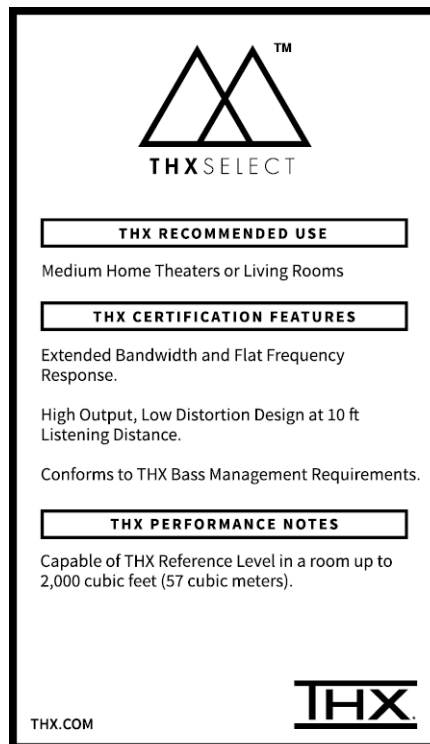 TM
THXSELECT
THX RECOMMENDED USE
Medium Home Theaters or Living Rooms
THX CERTIFICATION FEATURES
Extended Bandwidth and Flat Frequency
Response.
High Output, Low Distortion Design at 10 ft
Listening Distance.
Conforms to THX Bass Management Requirements.
THX PERFORMANCE NOTES
Capable of THX Reference Level in a room up to
2,000 cubic feet (57 cubic meters).
THX.COM
THX®